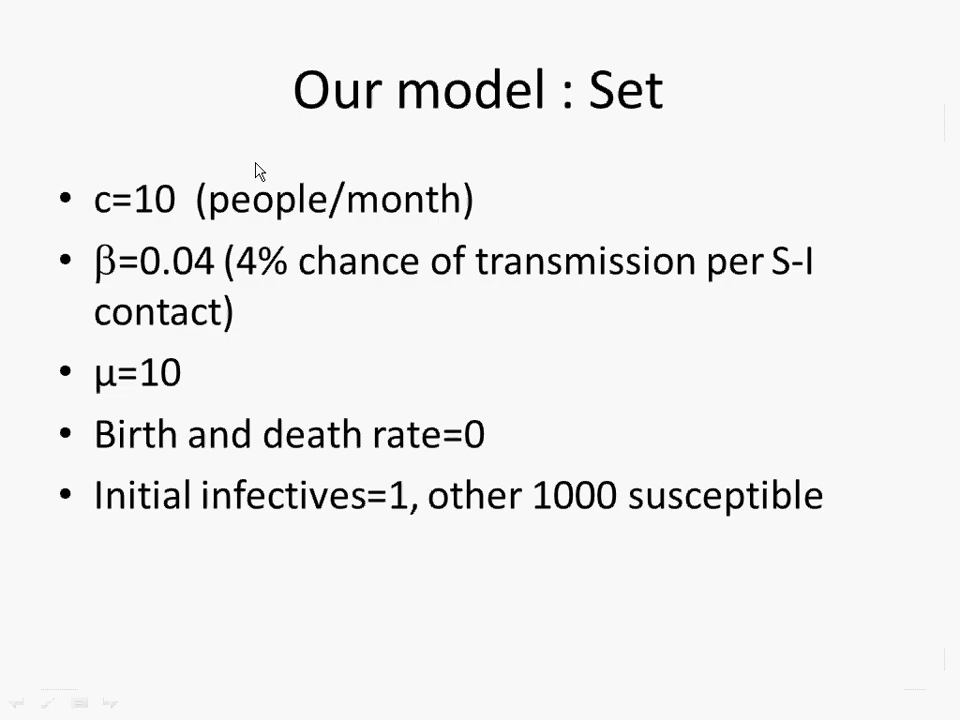 Our model : Set
• c=10 (people/month)
• β=0.04 (4% chance of transmission per S-I
contact)
• μ=10
• Birth and death rate=0
• Initial infectives=1, other 1000 susceptible